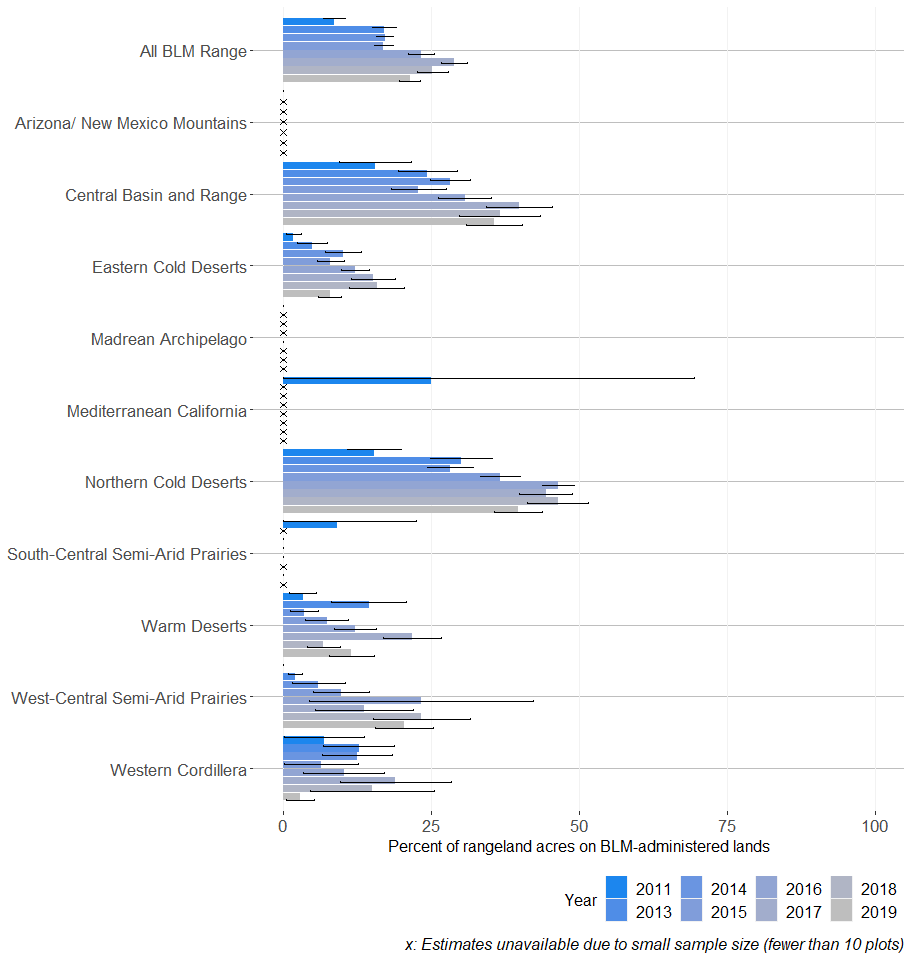 All BLM Range
Arizona/ New Mexico Mountains
Central Basin and Range
Eastern Cold Deserts
Madrean Archipelago
Mediterranean California
Northern Cold Deserts
South-Central Semi-Arid Prairies
Warm Deserts
West-Central Semi-Arid Prairies
Western Cordillera
0 25 50 75 100
Percent of rangeland acres on BLM-administered lands
Year 2011 2014 2016 2018
2013 2015 2017 2019
x: Estimates unavailable due to small sample size (fewer than 10 plots)